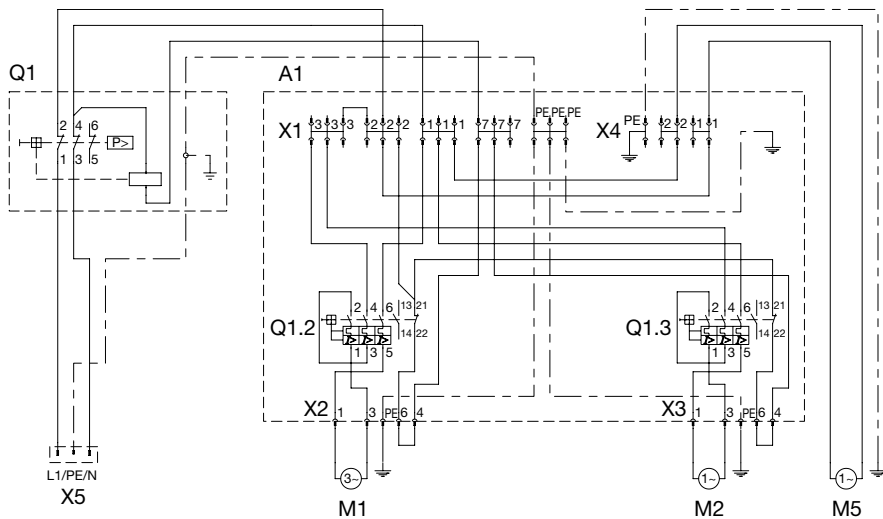 Q1
A1
2 4 6
P>
1 3 5
X1
3 3 3 2 2 2 1 1 1 7 7 7
PE PE PE
X4
PE 2 2 1 1
Q1.2
2 4 6 13 21
I> I> I>
14 22
1 3 5
Q1.3
2 4 6 13 21
I> I> I>
14 22
1 3 5
X2
1 3 PE 6 4
X3
1 3 PE 6 4
L1/PE/N
X5
3~
M1
1~
M2
1~
M5